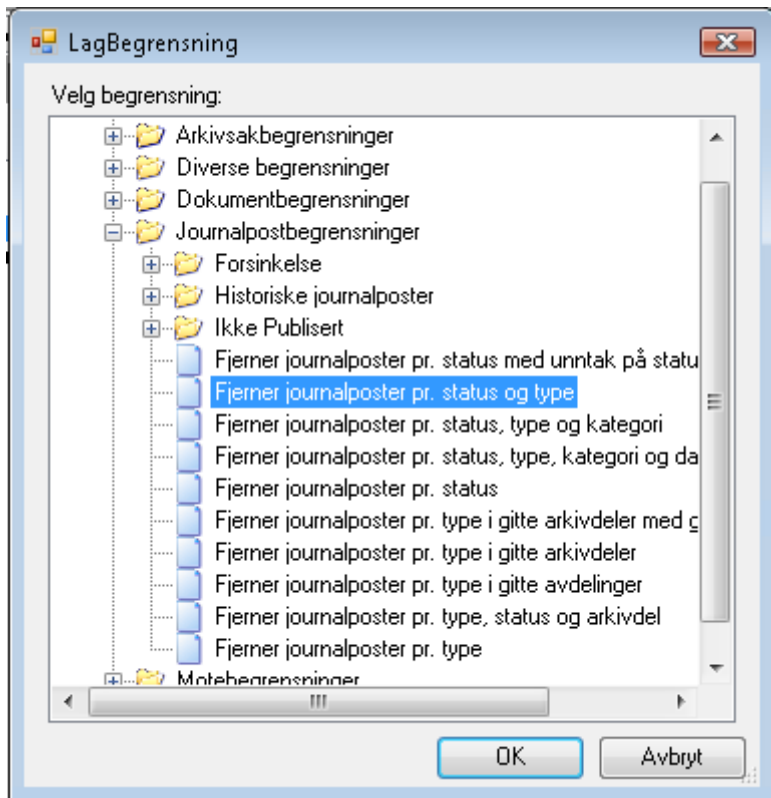 LagBegrensning
Velg begrensning:
Arkivsakbegrensninger
Diverse begrensninger
Dokumentbegrensninger
Journalpostbegrensninger
Forsinkelse
Historiske journalposter
Ikke Publisert
Fjerner journalposter pr. status med unntak på statu
Fjerner journalposter pr. status og type
Fjerner journalposter pr. status, type og kategori
Fjerner journalposter pr. status, type, kategori og da
Fjerner journalposter pr. status
Fjerner journalposter pr. type i gitte arkivdeler med g
Fjerner journalposter pr. type i gitte arkivdeler
Fjerner journalposter pr. type i gitte avdelinger
Fjerner journalposter pr. type, status og arkivdel
Fjerner journalposter pr. type
Motebegrensninger
OK Avbryt